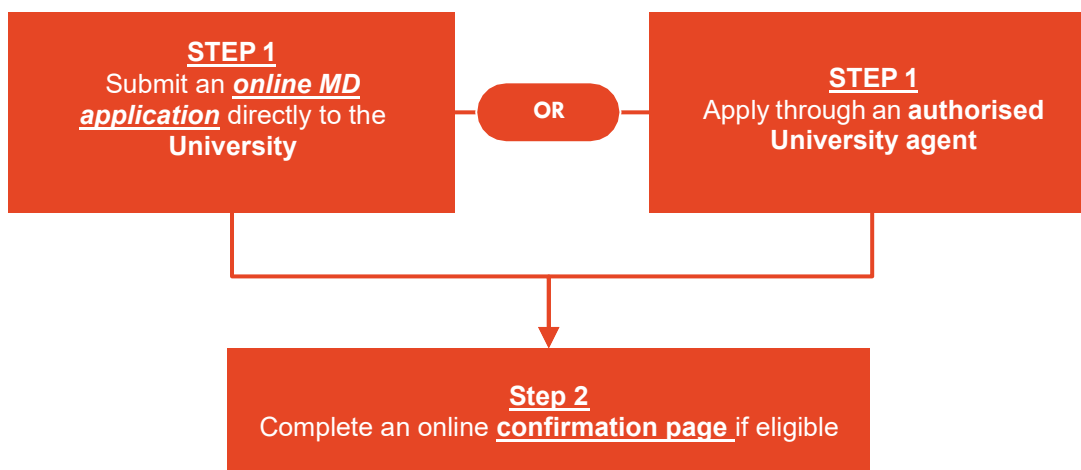 STEP 1
Submit an online MD
application directly to the
University
OR
STEP 1
Apply through an authorised
University agent
Step 2
Complete an online confirmation page if eligible